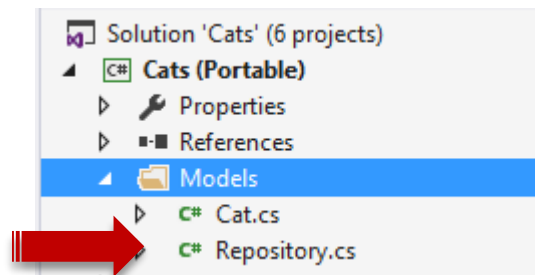 Solution 'Cats' (6 projects)
C# Cats (Portable)
Properties
References
Models
C# Cat.cs
C# Repository.cs